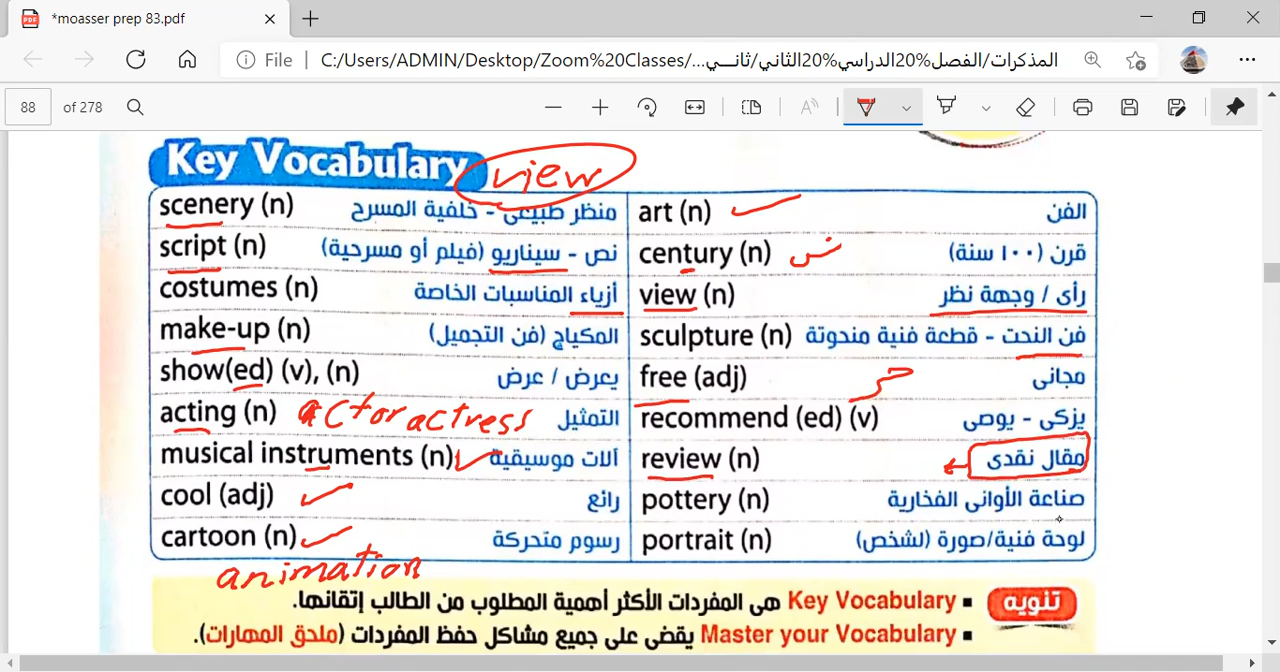 *moasser prep 83.pdf
File | C:/Users/ADMIN/Desktop/Zoom%20Classes/المذكرات/الفصل%20الدراسي%20الثاني/ثانـــي...
88 of 278
Key Vocabulary view
scenery (n) منظر طبيعى - خلفية المسرح
script (n) نص - سيناريو (فيلم أو مسرحية)
costumes (n) أزياء المناسبات الخاصة
make-up (n) المكياج (فن التجميل)
show(ed) (v), (n) يعرض / عرض
acting (n) actor actress التمثيل
musical instruments (n) آلات موسيقية
cool (adj) رائع
cartoon (n) رسوم متحركة
animation
art (n) الفن
century (n) س قرن (١٠٠ سنة)
view (n) رأى / وجهة نظر
sculpture (n) فن النحت - قطعة فنية منحوتة
free (adj) حر مجانى
recommend (ed) (v) يزكى - يوصى
review (n) مقال نقدى
pottery (n) صناعة الأوانى الفخارية
portrait (n) لوحة فنية/صورة (لشخص)
تنويه
▪ Key Vocabulary هى المفردات الأكثر أهمية المطلوب من الطالب إتقانها.
▪ Master your Vocabulary يقضى على جميع مشاكل حفظ المفردات (ملحق المهارات).